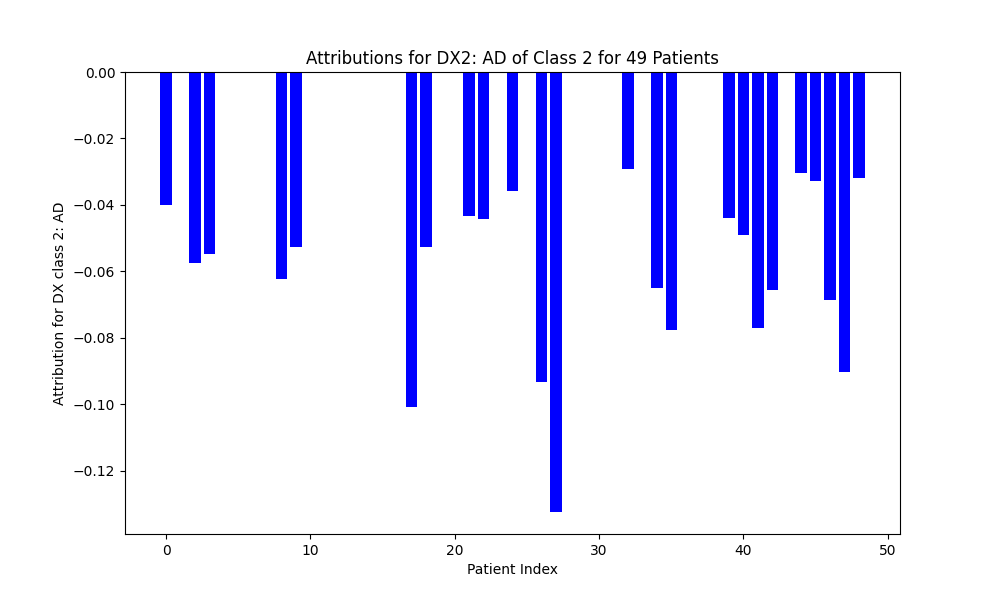 Attributions for DX2: AD of Class 2 for 49 Patients
Attribution for DX class 2: AD
0.00
−0.02
−0.04
−0.06
−0.08
−0.10
−0.12
0 10 20 30 40 50
Patient Index